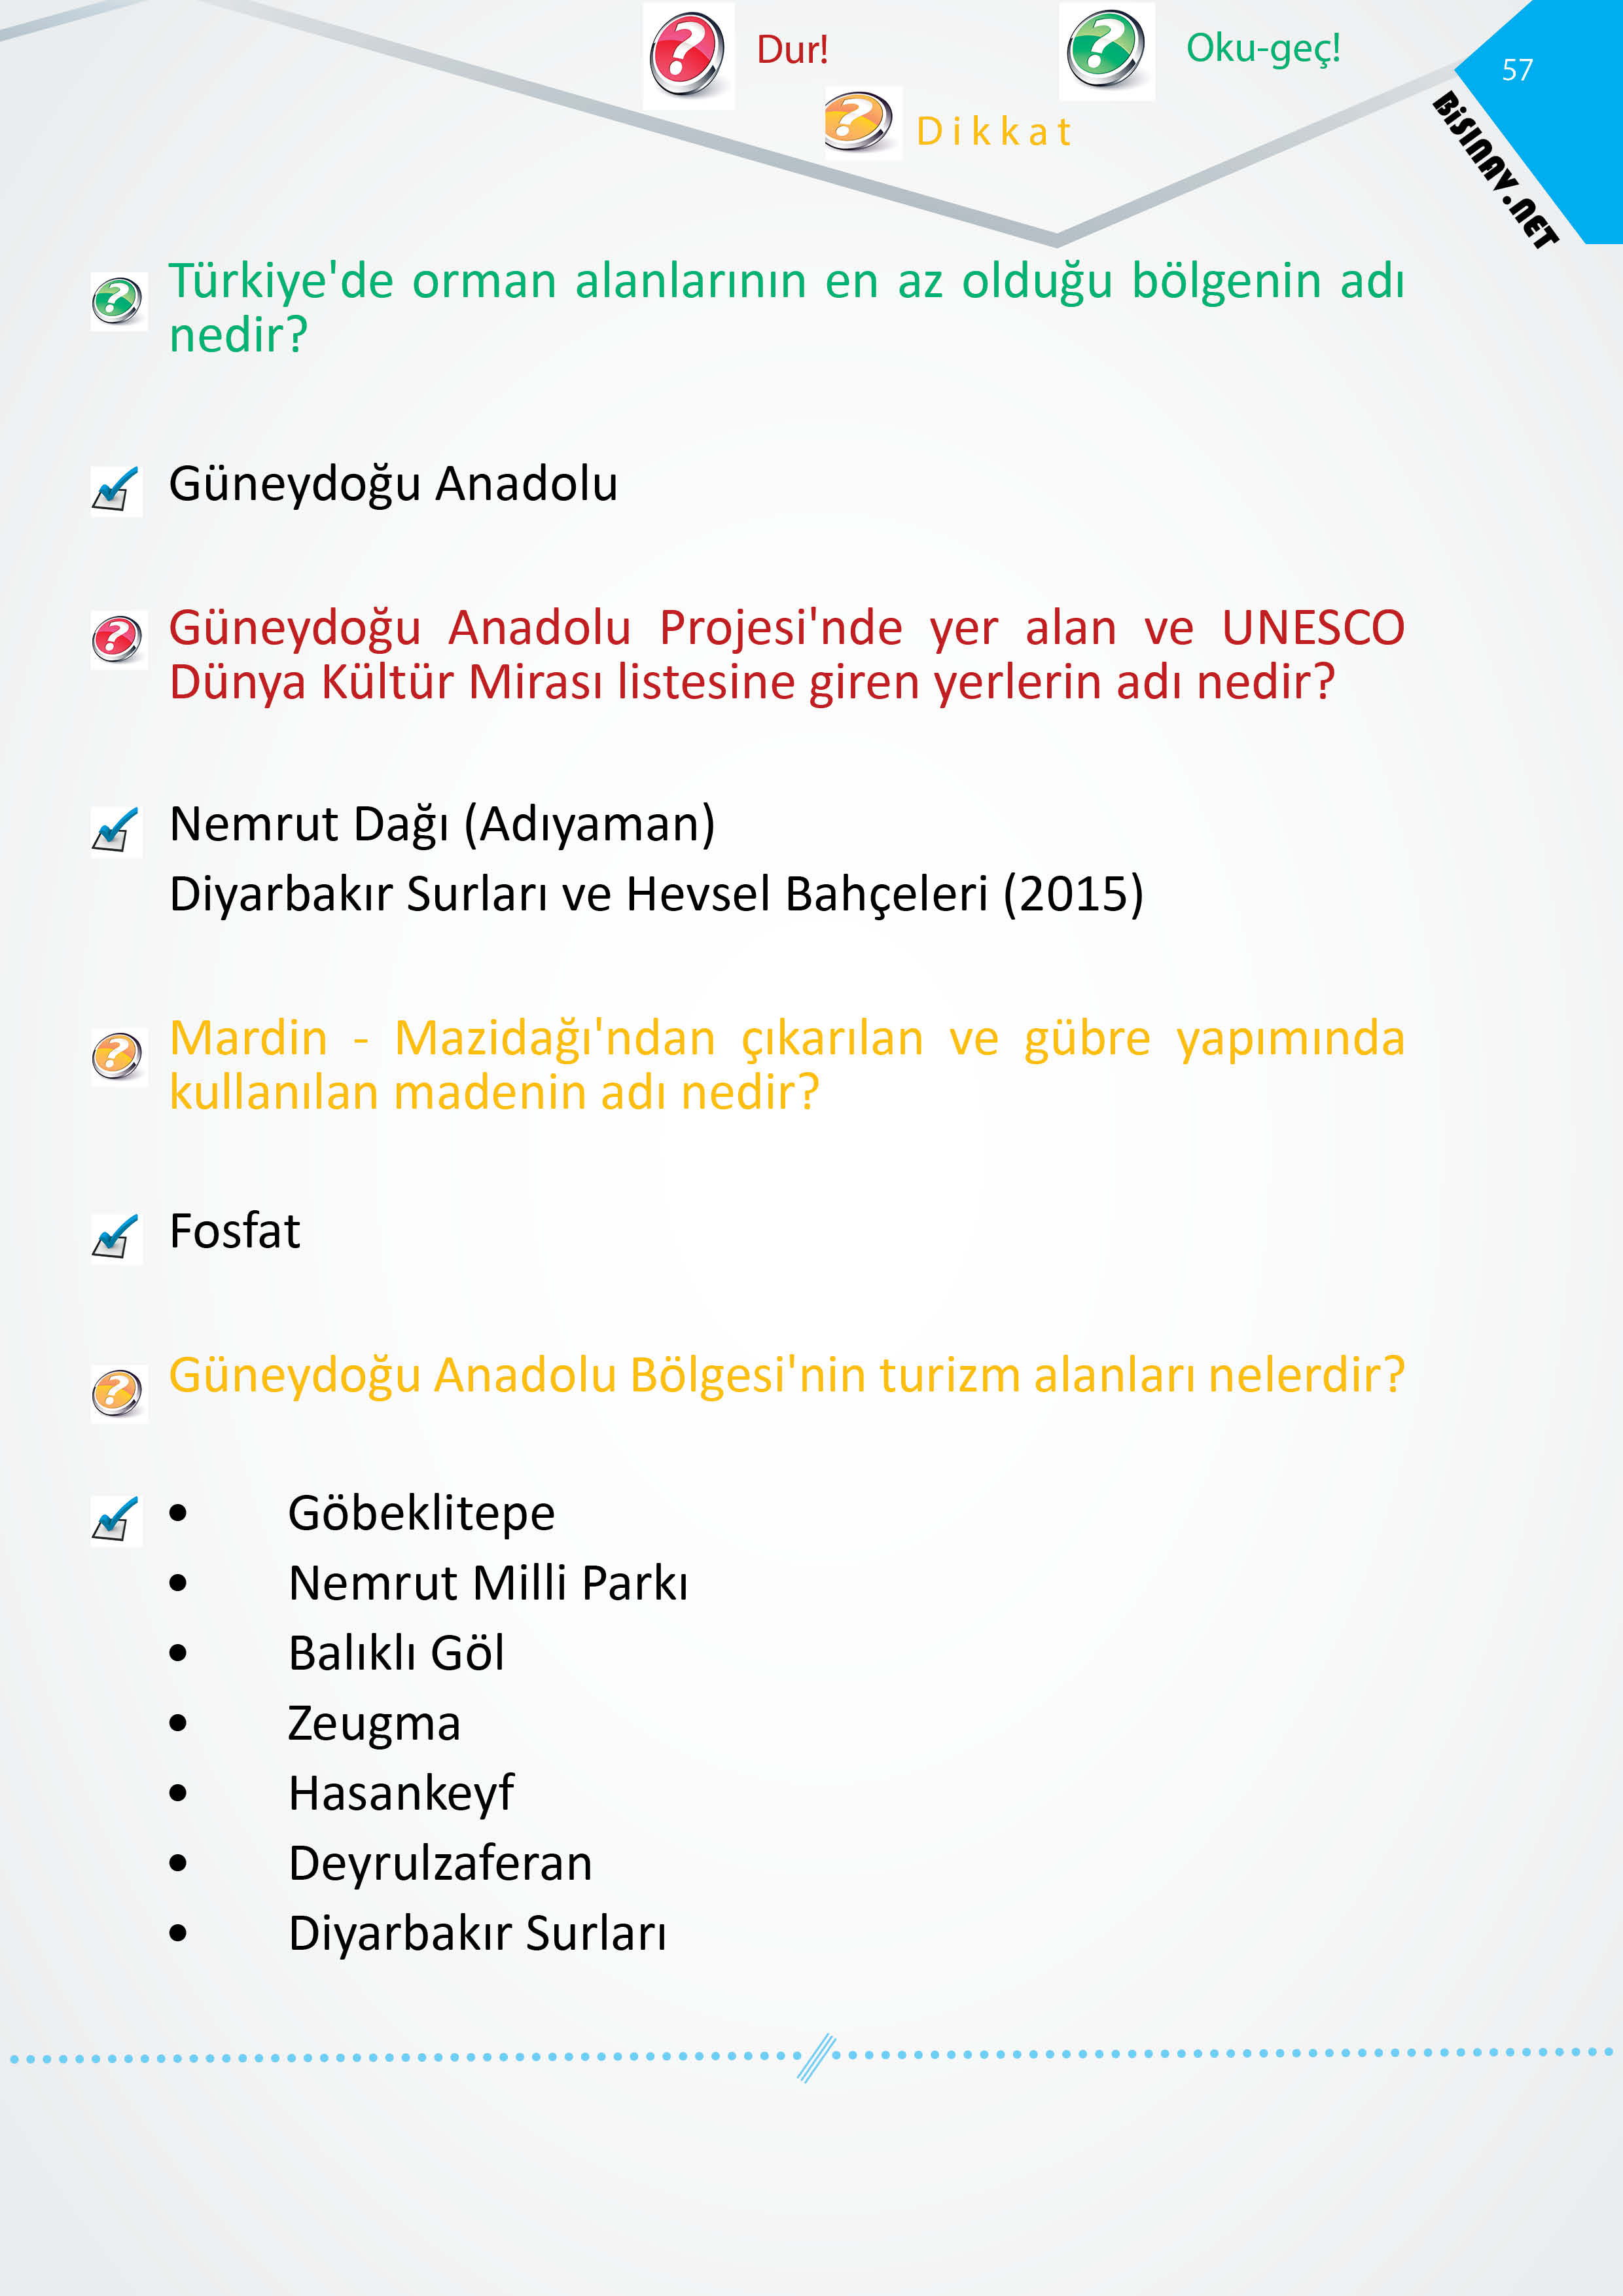 Dur!
Oku-geç!
57
Dikkat
BiSINAV.NET
Türkiye'de orman alanlarının en az olduğu bölgenin adı
nedir?
Güneydoğu Anadolu
Güneydoğu Anadolu Projesi'nde yer alan ve UNESCO
Dünya Kültür Mirası listesine giren yerlerin adı nedir?
Nemrut Dağı (Adıyaman)
Diyarbakır Surları ve Hevsel Bahçeleri (2015)
Mardin - Mazidağı'ndan çıkarılan ve gübre yapımında
kullanılan madenin adı nedir?
Fosfat
Güneydoğu Anadolu Bölgesi'nin turizm alanları nelerdir?
• Göbeklitepe
• Nemrut Milli Parkı
• Balıklı Göl
• Zeugma
• Hasankeyf
• Deyrulzaferan
• Diyarbakır Surları